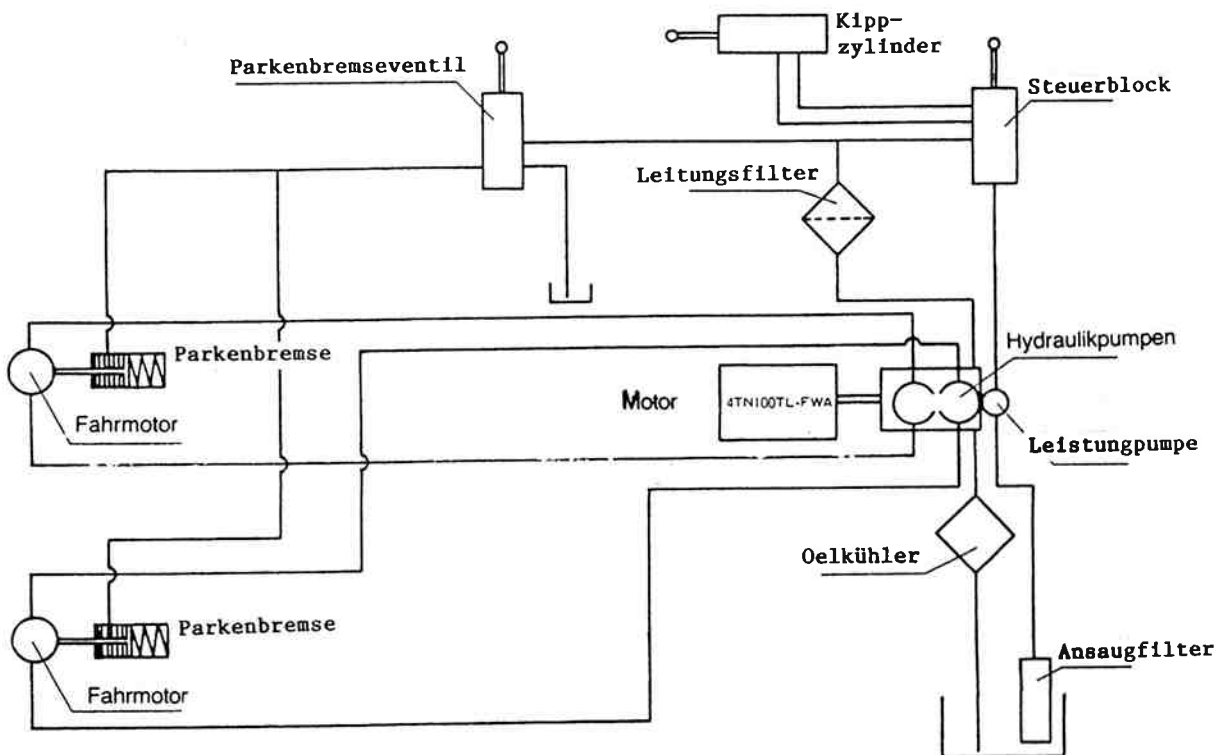 Kipp-
zylinder
Parkenbremseventil
Steuerblock
Leitungsfilter
Hydraulikpumpen
Parkenbremse
Motor
4TN100TL-FWA
Fahrmotor
Leistungpumpe
Oelkühler
Parkenbremse
Ansaugfilter
Fahrmotor